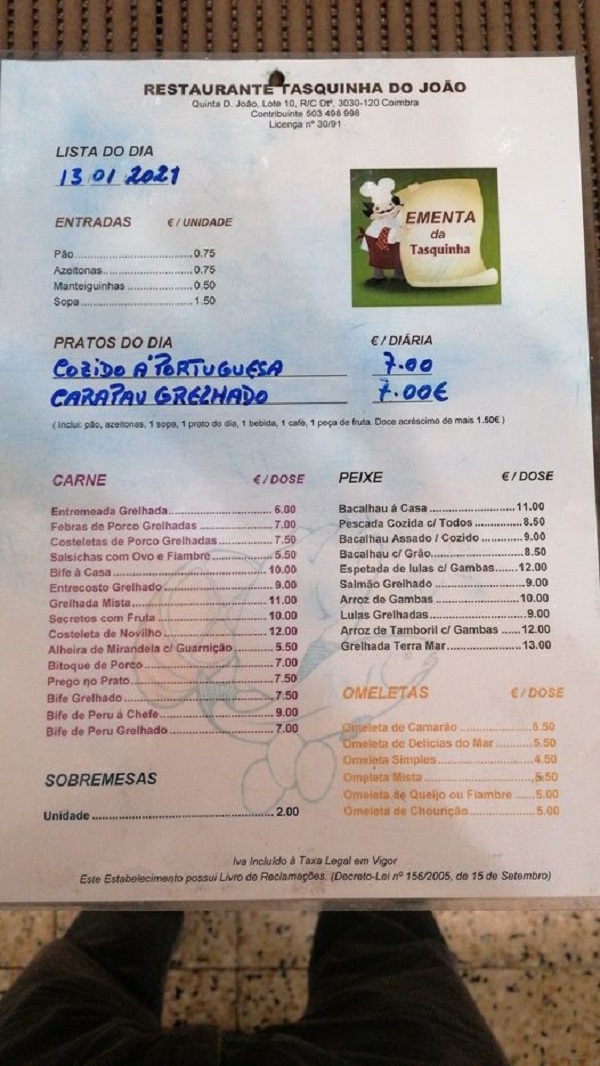 RESTAURANTE TASQUINHA DO JOÃO
Quinta D. João, Lote 10, R/C Dtº, 3030-120 Coimbra
Contribuinte 503 498 998
Licença nº 30/91
LISTA DO DIA
13 01 2021
ENTRADAS € / UNIDADE
Pão 0.75
Azeitonas 0.75
Manteiguinhas 0.50
Sopa 1.50
EMENTA
da
Tasquinha
PRATOS DO DIA € / DIÁRIA
COZIDO A' PORTUGUESA 7.00
CARAPAU GRELHADO 7.00€
( Inclui: pão, azeitonas, 1 sopa, 1 prato do dia, 1 bebida, 1 café, 1 peça de fruta. Doce acréscimo de mais 1.50€ )
CARNE € / DOSE
Entremeada Grelhada 6.00
Febras de Porco Grelhadas 7.00
Costeletas de Porco Grelhadas 7.50
Salsichas com Ovo e Fiambre 5.50
Bife à Casa 10.00
Entrecosto Grelhado 9.00
Grelhada Mista 11.00
Secretos com Fruta 10.00
Costeleta de Novilho 12.00
Alheira de Mirandela c/ Guarnição 5.50
Bitoque de Porco 7.00
Prego no Prato 7.50
Bife Grelhado 7.50
Bife de Peru á Chefe 9.00
Bife de Peru Grelhado 7.00
SOBREMESAS
Unidade 2.00
PEIXE € / DOSE
Bacalhau á Casa 11.00
Pescada Cozida c/ Todos 8.50
Bacalhau Assado / Cozido 9.00
Bacalhau c/ Grão 8.50
Espetada de lulas c/ Gambas 12.00
Salmão Grelhado 9.00
Arroz de Gambas 10.00
Lulas Grelhadas 9.00
Arroz de Tamboril c/ Gambas 12.00
Grelhada Terra Mar 13.00
OMELETAS € / DOSE
Omeleta de Camarão 6.50
Omeleta de Delícias do Mar 5.50
Omeleta Simples 4.50
Omeleta Mista 5.50
Omeleta de Queijo ou Fiambre 5.00
Omeleta de Chouriço 5.00
Iva Incluído à Taxa Legal em Vigor
Este Estabelecimento possui Livro de Reclamações. (Decreto-Lei nº 156/2005, de 15 de Setembro)